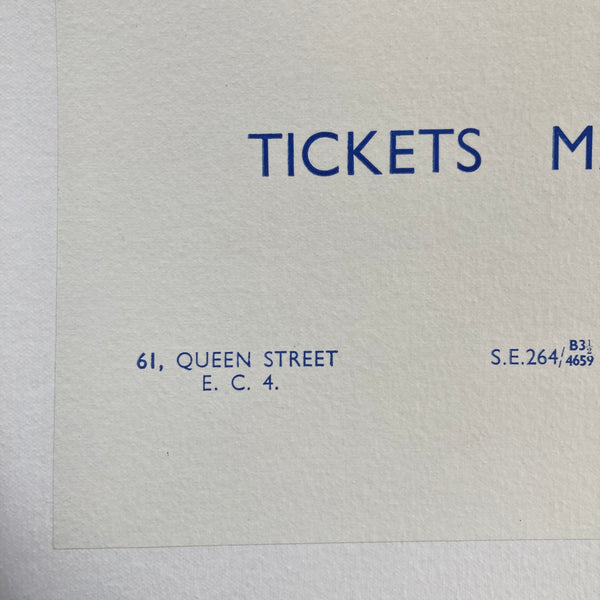 TICKETS M
61, QUEEN STREET
E. C. 4.
S.E.264/B3½
4659